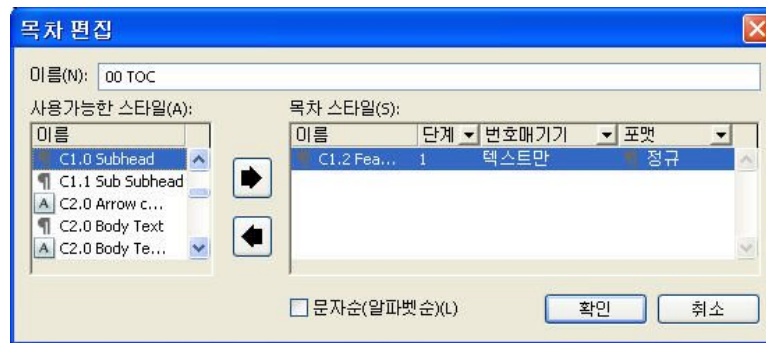 목차 편집
이름(N): 00 TOC
사용가능한 스타일(A): 목차 스타일(S):
이름 이름 단계 번호매기기 포맷
C1.0 Subhead C1.2 Fea... 1 텍스트만 정규
C1.1 Sub Subhead
C2.0 Arrow c...
C2.0 Body Text
C2.0 Body Te...
문자순(알파벳순)(L) 확인 취소